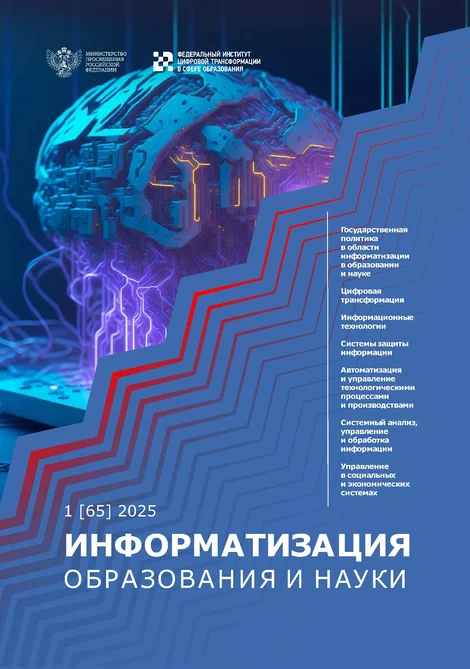 МИНИСТЕРСТВО
ПРОСВЕЩЕНИЯ
РОССИЙСКОЙ
ФЕДЕРАЦИИ
ФЕДЕРАЛЬНЫЙ ИНСТИТУТ
ЦИФРОВОЙ ТРАНСФОРМАЦИИ
В СФЕРЕ ОБРАЗОВАНИЯ
Государственная
политика
в области
информатизации
в образовании
и науке
Цифровая
трансформация
Информационные
технологии
Системы защиты
информации
Автоматизация
и управление
технологическими
процессами
и производствами
Системный анализ,
управление
и обработка
информации
Управление
в социальных
и экономических
системах
1 [65] 2025
ИНФОРМАТИЗАЦИЯ
ОБРАЗОВАНИЯ И НАУКИ